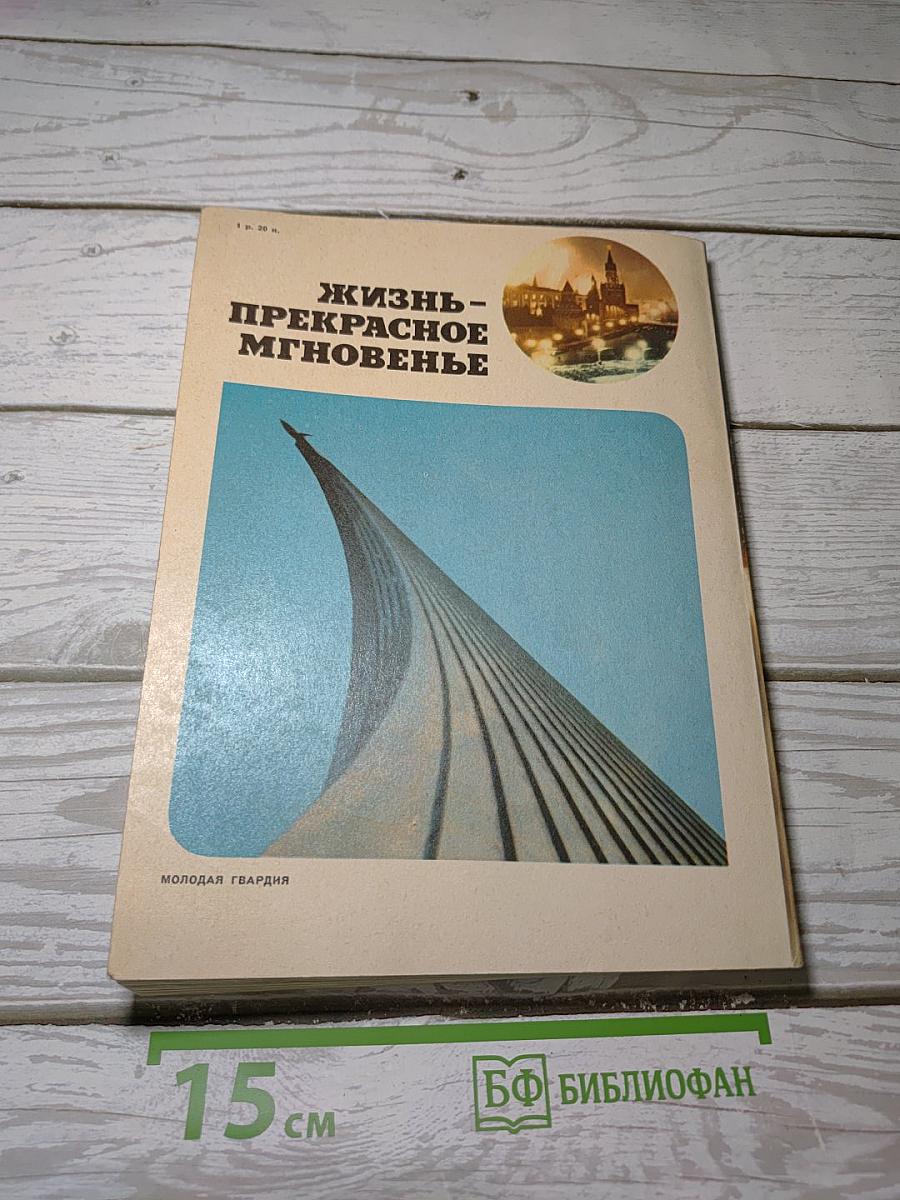 1 р. 20 к.
ЖИЗНЬ–
ПРЕКРАСНОЕ
МГНОВЕНЬЕ
МОЛОДАЯ ГВАРДИЯ
15 см
БФ БИБЛИОФАН